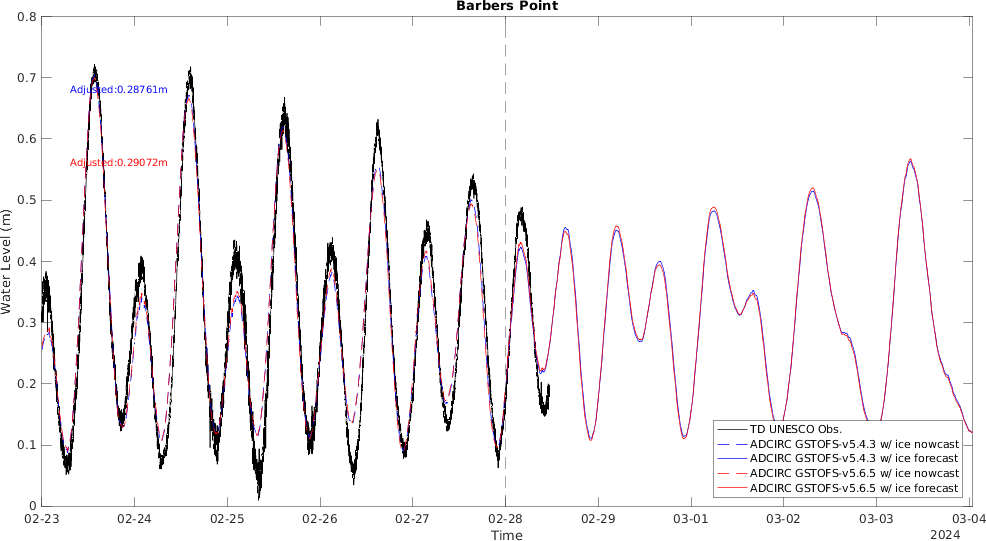 Barbers Point
0.8
0.7
0.6
0.5
0.4
0.3
0.2
0.1
0
Water Level (m)
Adjusted:0.28761m
Adjusted:0.29072m
TD UNESCO Obs.
ADCIRC GSTOFS-v5.4.3 w/ ice nowcast
ADCIRC GSTOFS-v5.4.3 w/ ice forecast
ADCIRC GSTOFS-v5.6.5 w/ ice nowcast
ADCIRC GSTOFS-v5.6.5 w/ ice forecast
02-23 02-24 02-25 02-26 02-27 02-28 02-29 03-01 03-02 03-03 03-04
Time
2024